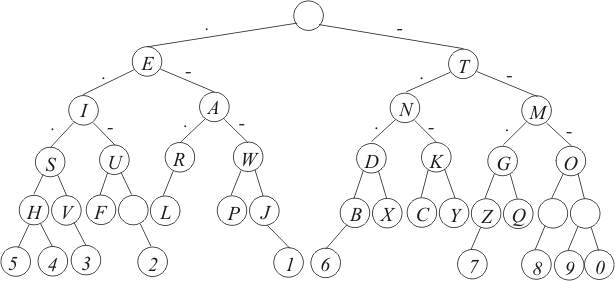 . -
E T
. - . -
I A N M
. - . - . - . -
S U R W D K G O
H V F L P J B X C Y Z Q
5 4 3 2 1 6 7 8 9 0